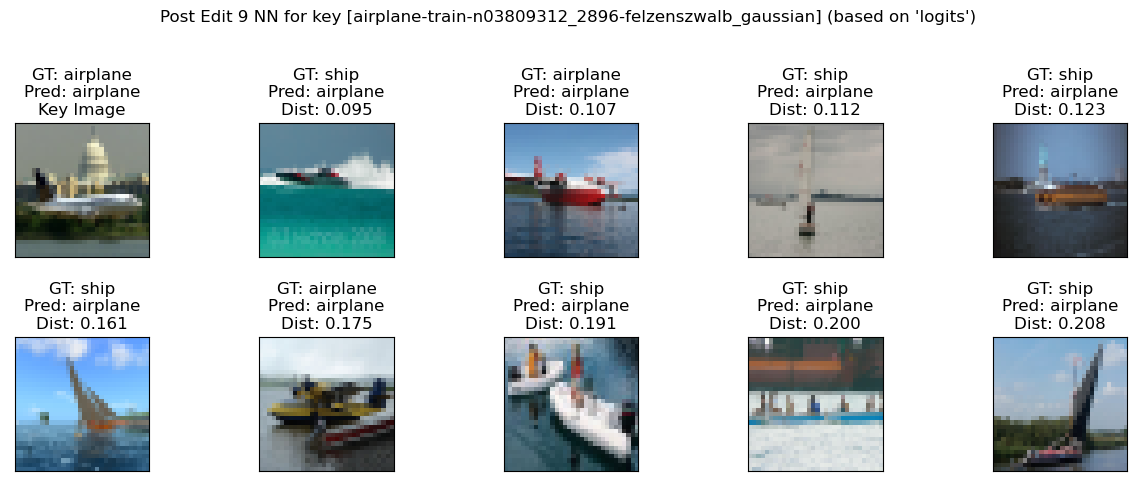 Post Edit 9 NN for key [airplane-train-n03809312_2896-felzenszwalb_gaussian] (based on 'logits')
GT: airplane
Pred: airplane
Key Image
GT: ship
Pred: airplane
Dist: 0.095
GT: airplane
Pred: airplane
Dist: 0.107
GT: ship
Pred: airplane
Dist: 0.112
GT: ship
Pred: airplane
Dist: 0.123
GT: ship
Pred: airplane
Dist: 0.161
GT: airplane
Pred: airplane
Dist: 0.175
GT: ship
Pred: airplane
Dist: 0.191
GT: ship
Pred: airplane
Dist: 0.200
GT: ship
Pred: airplane
Dist: 0.208